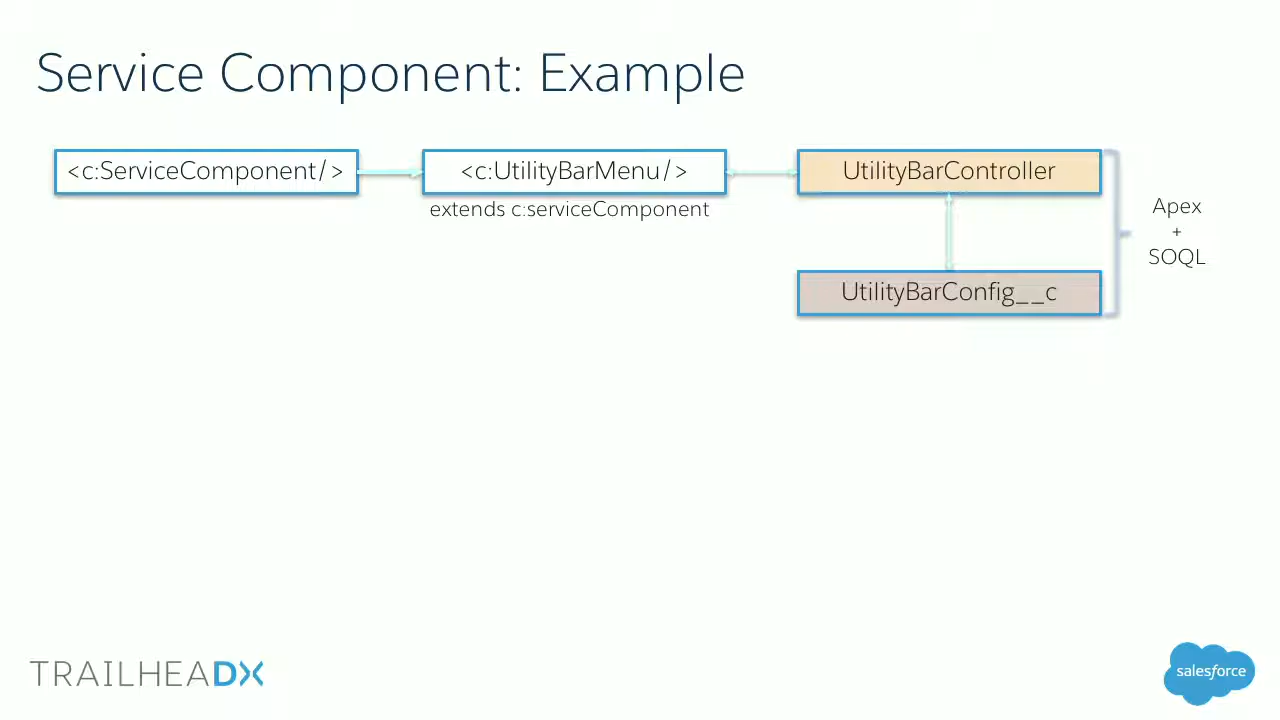 Service Component: Example
<c:ServiceComponent/>
<c:UtilityBarMenu/>
UtilityBarController
extends c:serviceComponent
Apex
+
SOQL
UtilityBarConfig__c
TRAILHEADX
salesforce